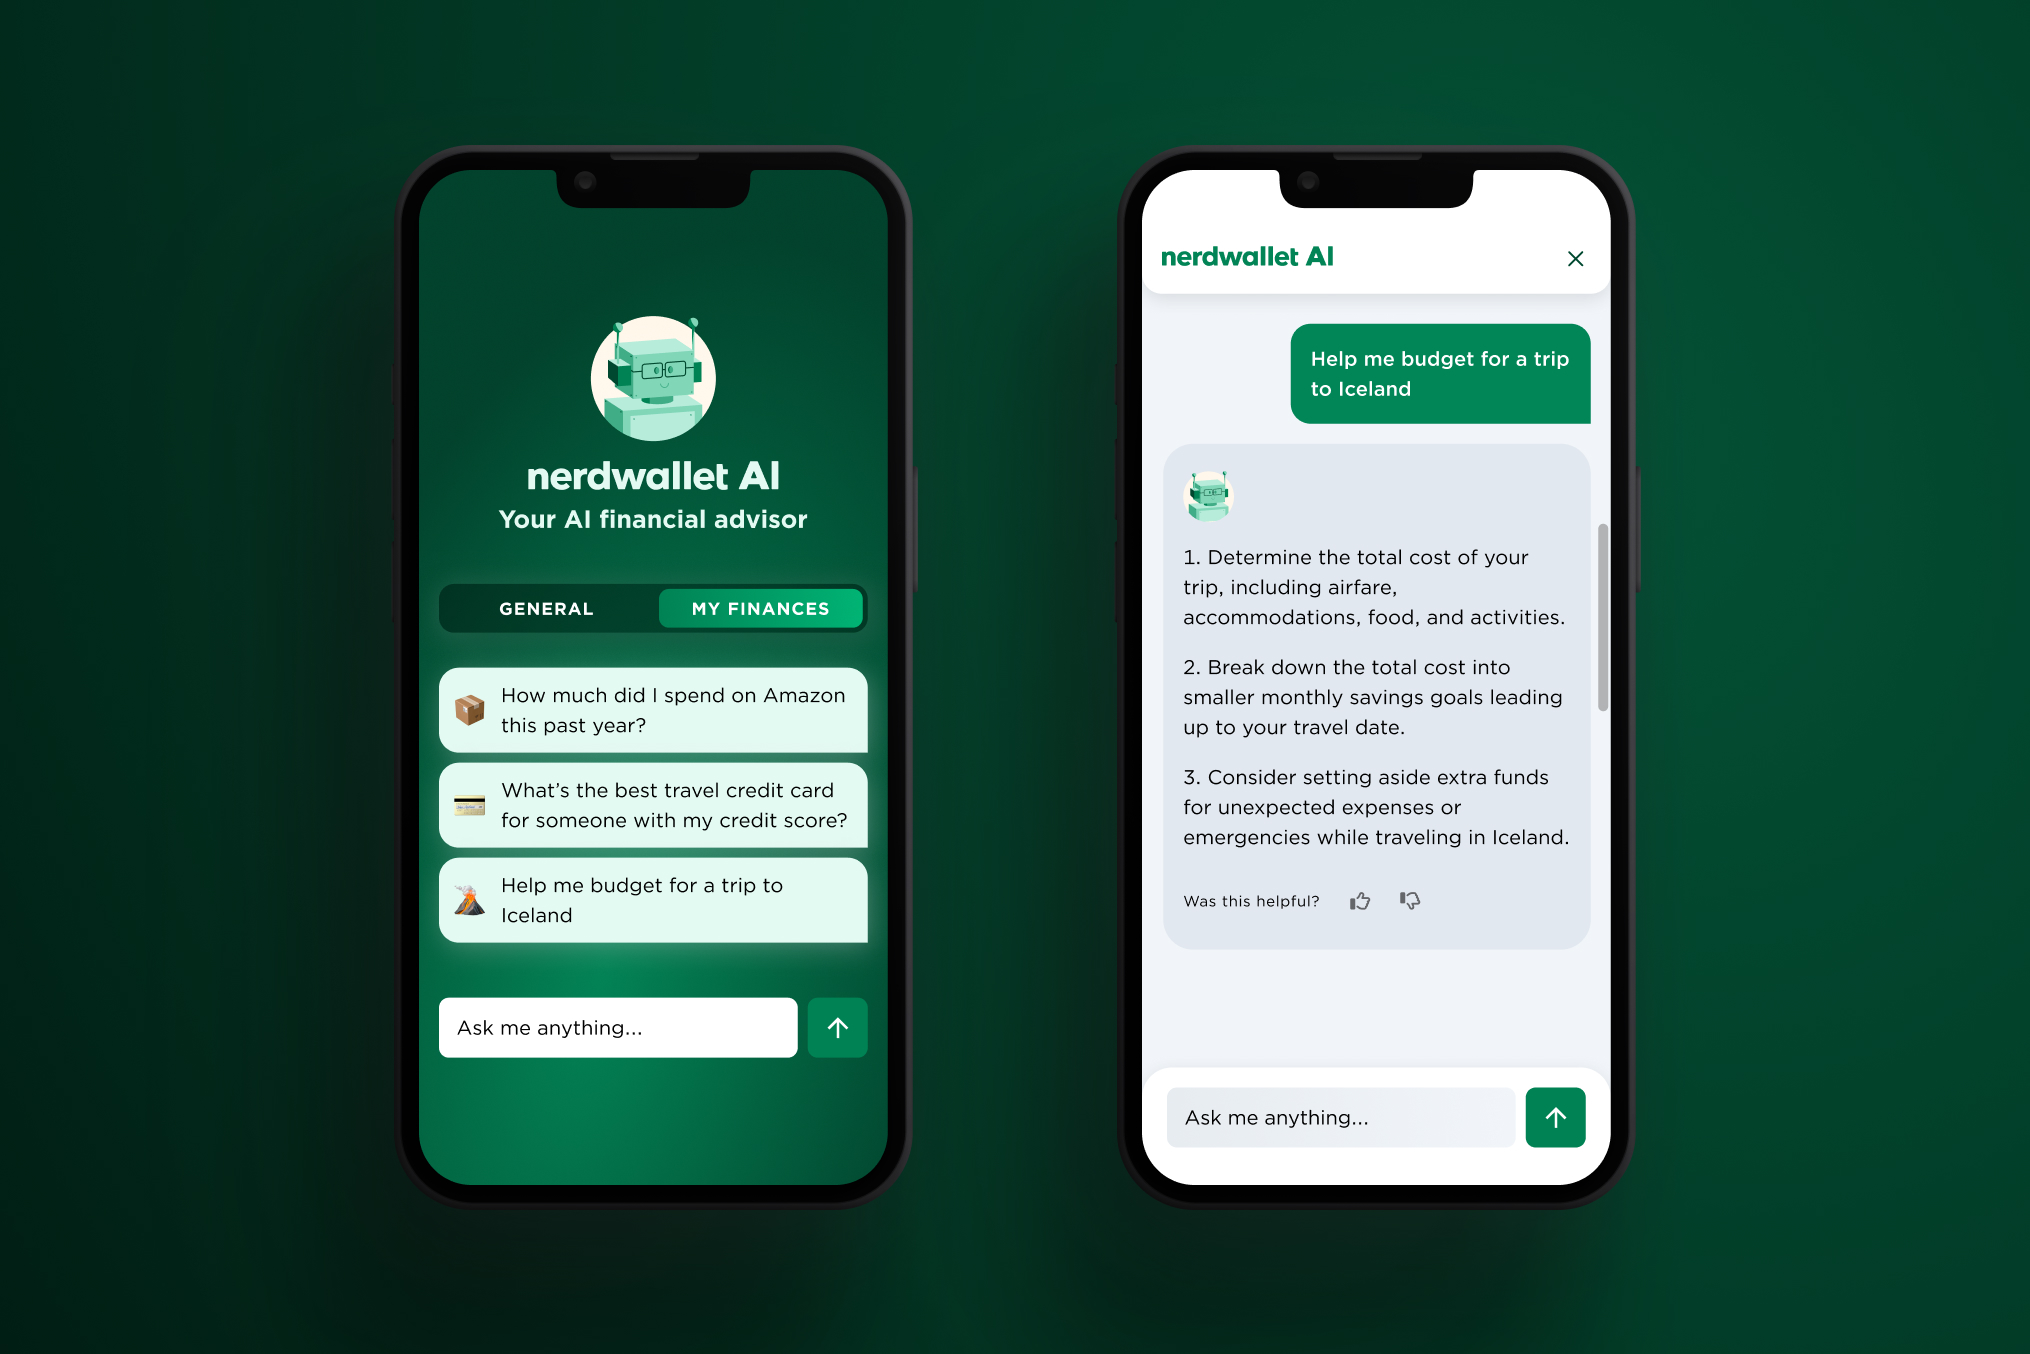 nerdwallet AI
Your AI financial advisor
GENERAL
MY FINANCES
How much did I spend on Amazon
this past year?
What's the best travel credit card
for someone with my credit score?
Help me budget for a trip to
Iceland
Ask me anything...
nerdwallet AI
Help me budget for a trip
to Iceland
1. Determine the total cost of your
trip, including airfare,
accommodations, food, and activities.
2. Break down the total cost into
smaller monthly savings goals leading
up to your travel date.
3. Consider setting aside extra funds
for unexpected expenses or
emergencies while traveling in Iceland.
Was this helpful?
Ask me anything...